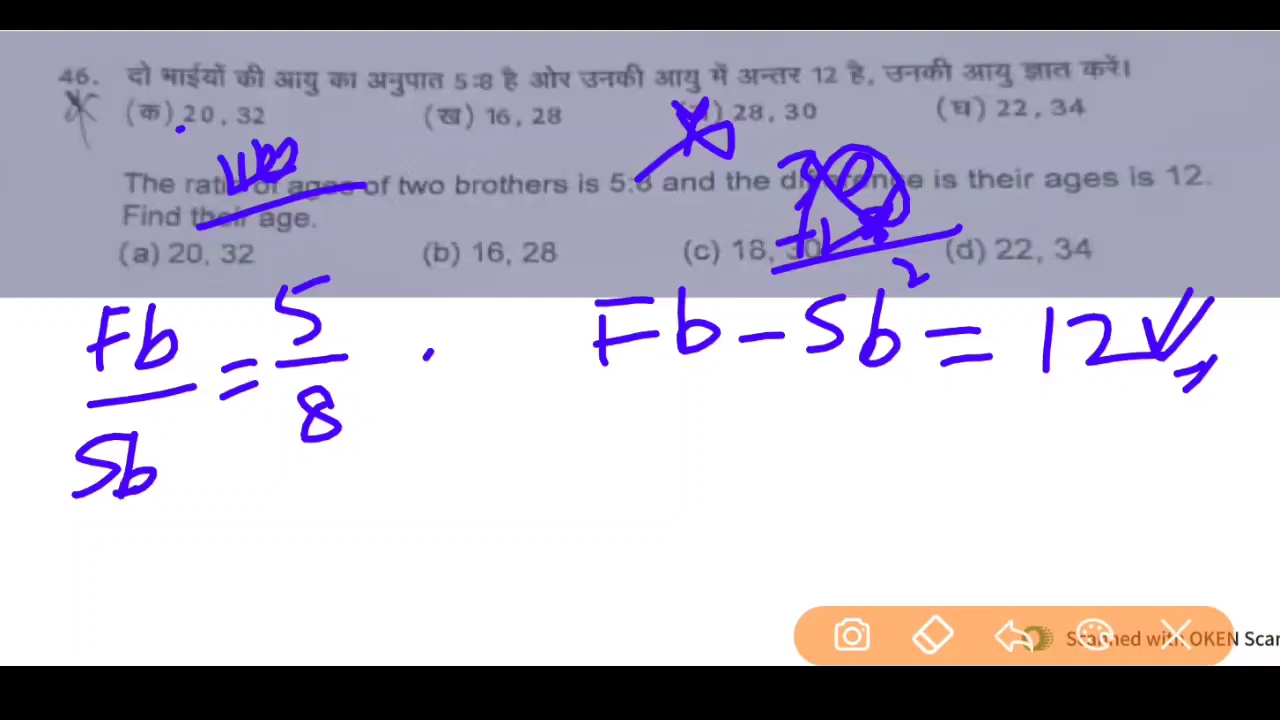 46. दो भाईयों की आयु का अनुपात 5:8 है ओर उनकी आयु में अन्तर 12 है, उनकी आयु ज्ञात करें।
(क) 20, 32 (ख) 16, 28 28, 30 (घ) 22, 34
The ratio of ages of two brothers is 5:8 and the difference is their ages is 12.
Find their age.
(a) 20, 32 (b) 16, 28 (c) 18, 30 (d) 22, 34
Fb/Sb = 5/8
Fb - Sb = 12
Scanned with OKEN Scan